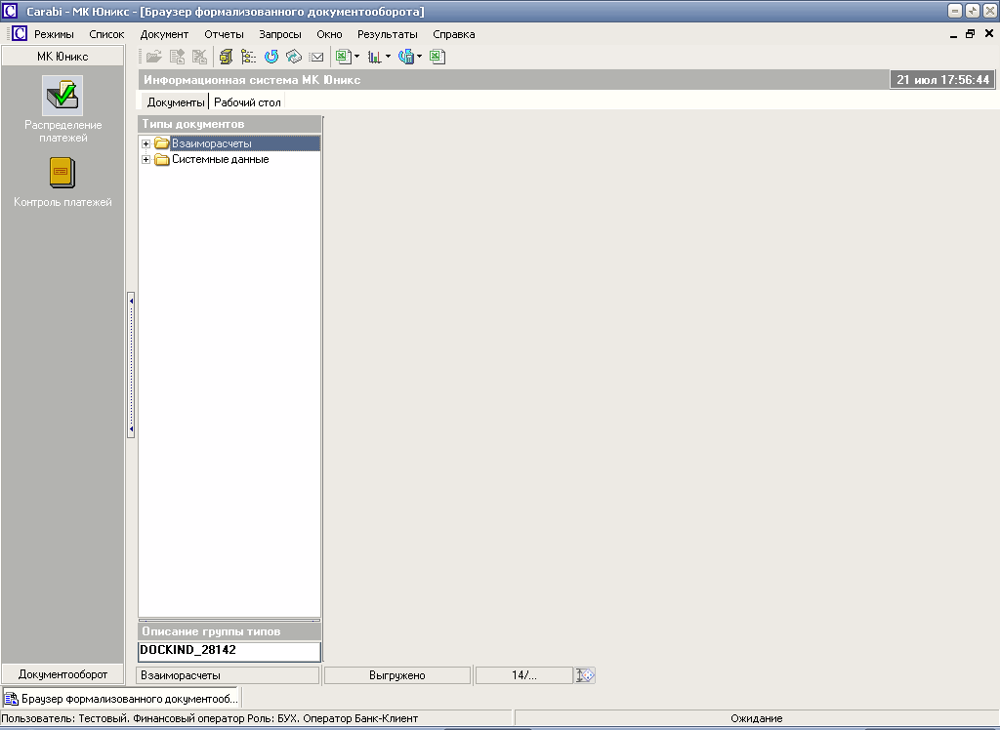 Carabi - МК Юникс - [Браузер формализованного документооборота]
Режимы Список Документ Отчеты Запросы Окно Результаты Справка
МК Юникс
Информационная система МК Юникс
21 июл 17:56:44
Документы Рабочий стол
Распределение
платежей
Контроль платежей
Типы документов
Взаиморасчеты
Системные данные
Описание группы типов
DOCKIND_28142
Документооборот
Взаиморасчеты
Выгружено
14/...
Браузер формализованного документооб...
Пользователь: Тестовый. Финансовый оператор Роль: БУХ. Оператор Банк-Клиент
Ожидание